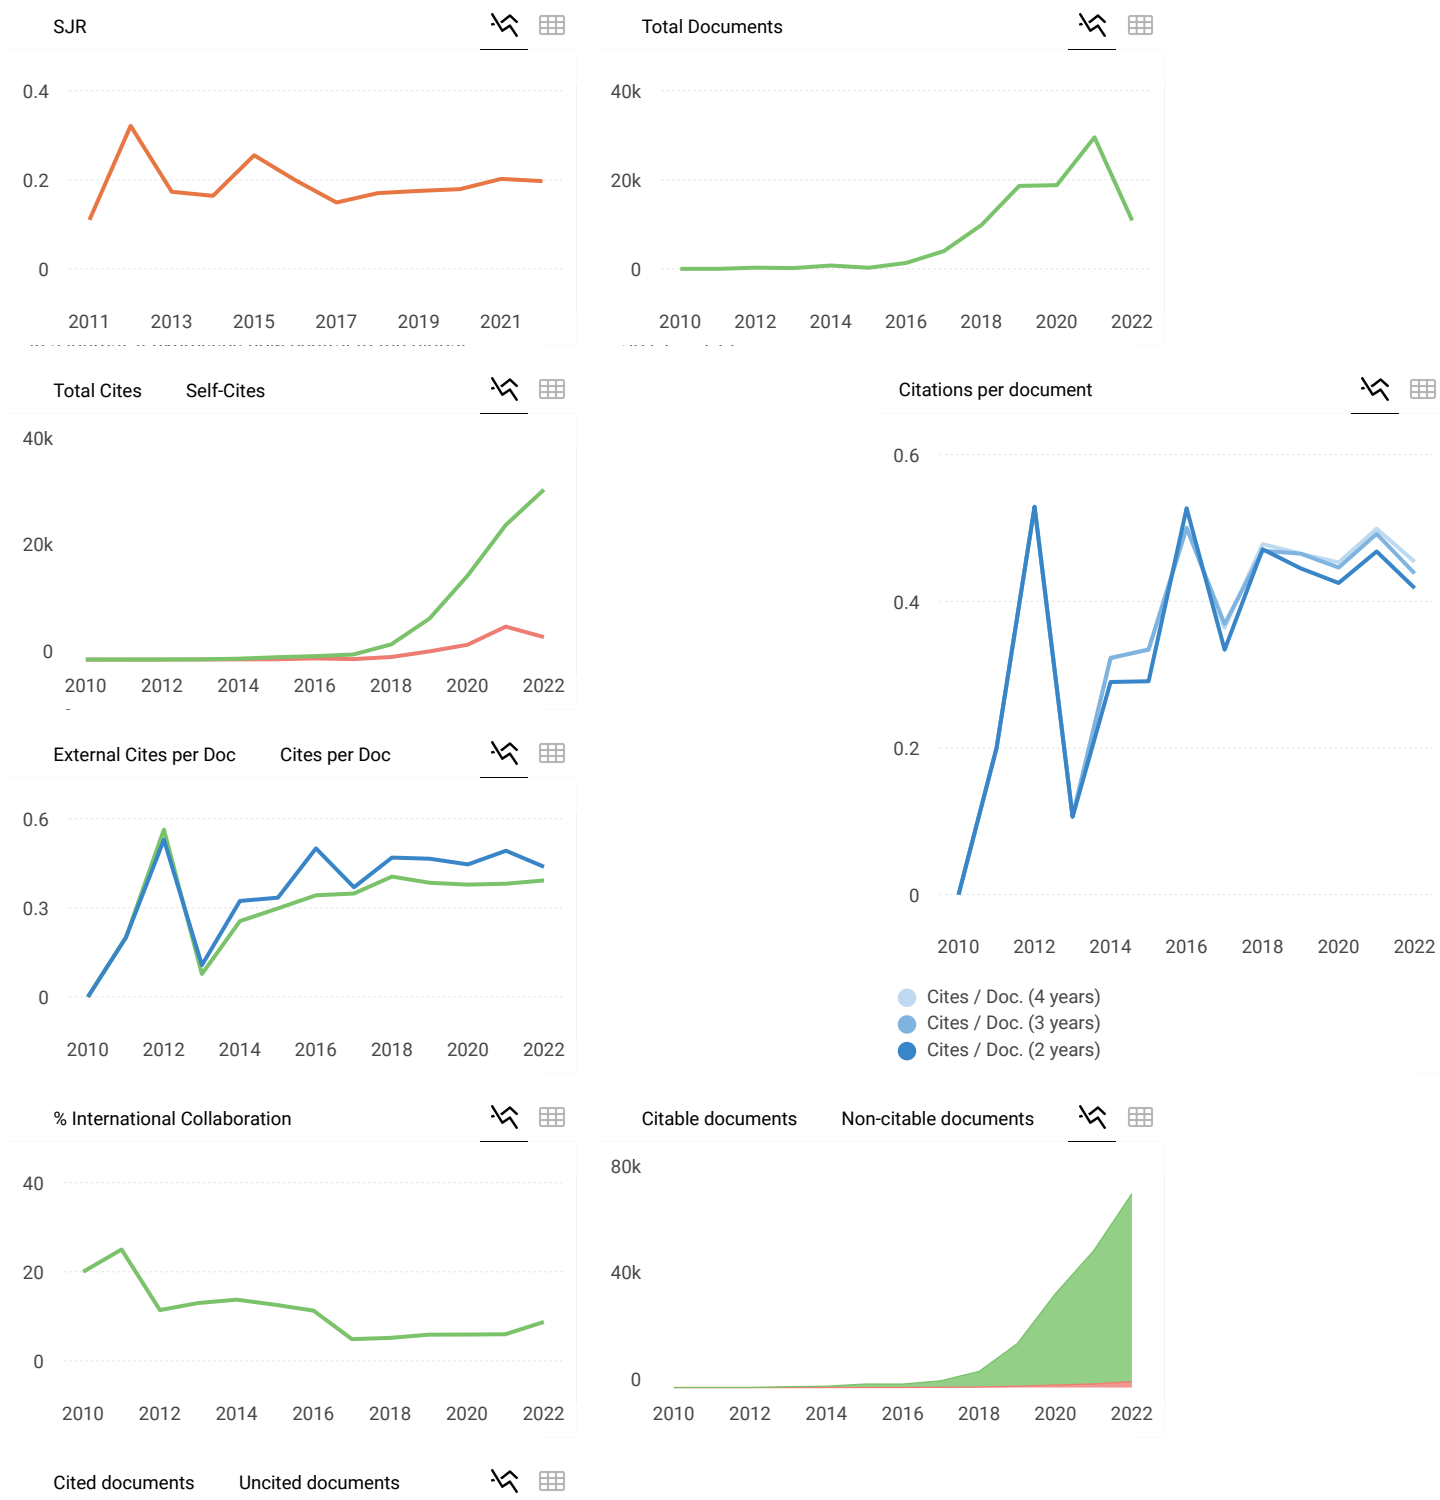 SJR
0.4
0.2
0
2011 2013 2015 2017 2019 2021
Total Documents
40k
20k
0
2010 2012 2014 2016 2018 2020 2022
Total Cites Self-Cites
40k
20k
0
2010 2012 2014 2016 2018 2020 2022
Citations per document
0.6
0.4
0.2
0
2010 2012 2014 2016 2018 2020 2022
Cites / Doc. (4 years)
Cites / Doc. (3 years)
Cites / Doc. (2 years)
External Cites per Doc Cites per Doc
0.6
0.3
0
2010 2012 2014 2016 2018 2020 2022
% International Collaboration
40
20
0
2010 2012 2014 2016 2018 2020 2022
Citable documents Non-citable documents
80k
40k
0
2010 2012 2014 2016 2018 2020 2022
Cited documents Uncited documents